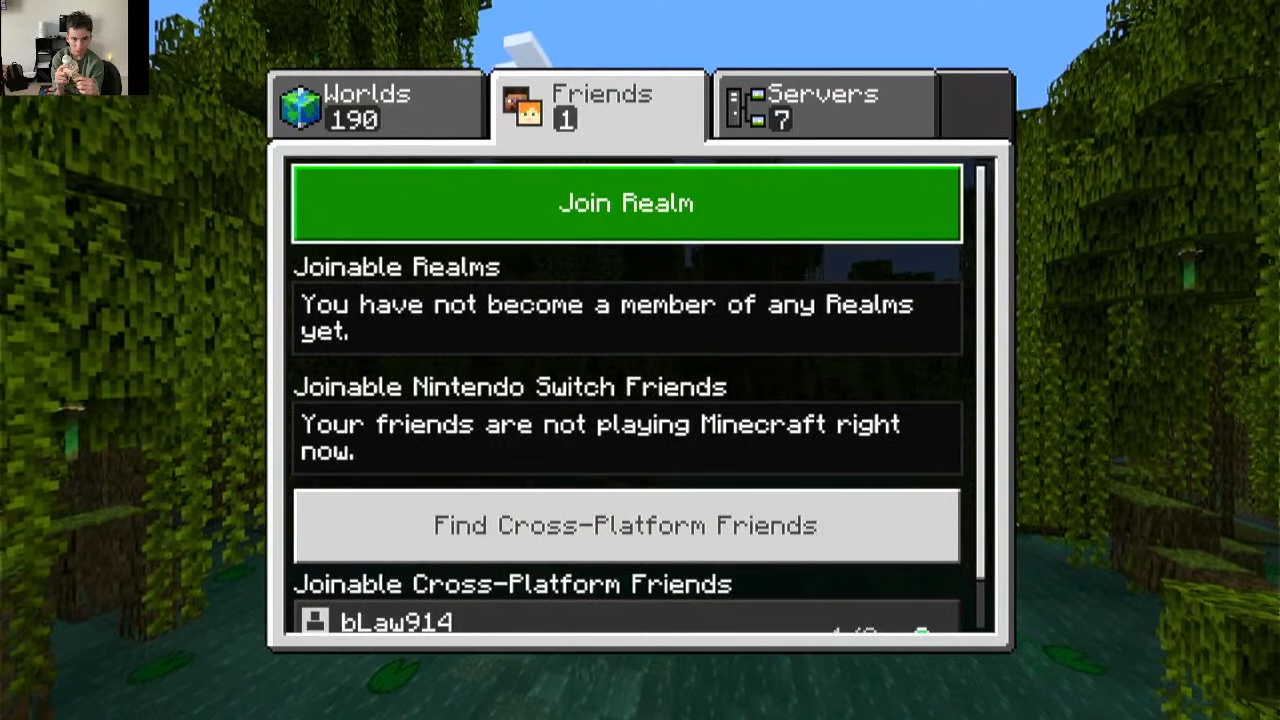 Worlds
190
Friends
1
Servers
7
Join Realm
Joinable Realms
You have not become a member of any Realms
yet.
Joinable Nintendo Switch Friends
Your friends are not playing Minecraft right
now.
Find Cross-Platform Friends
Joinable Cross-Platform Friends
bLaw914